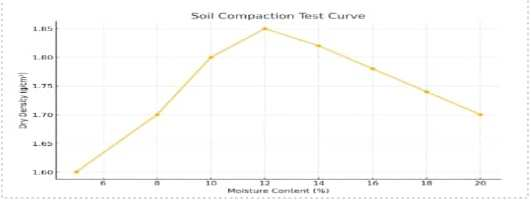 Soil Compaction Test Curve
Dry Density (g/cm³)
1.85
1.80
1.75
1.70
1.65
1.60
6 8 10 12 14 16 18 20
Moisture Content (%)